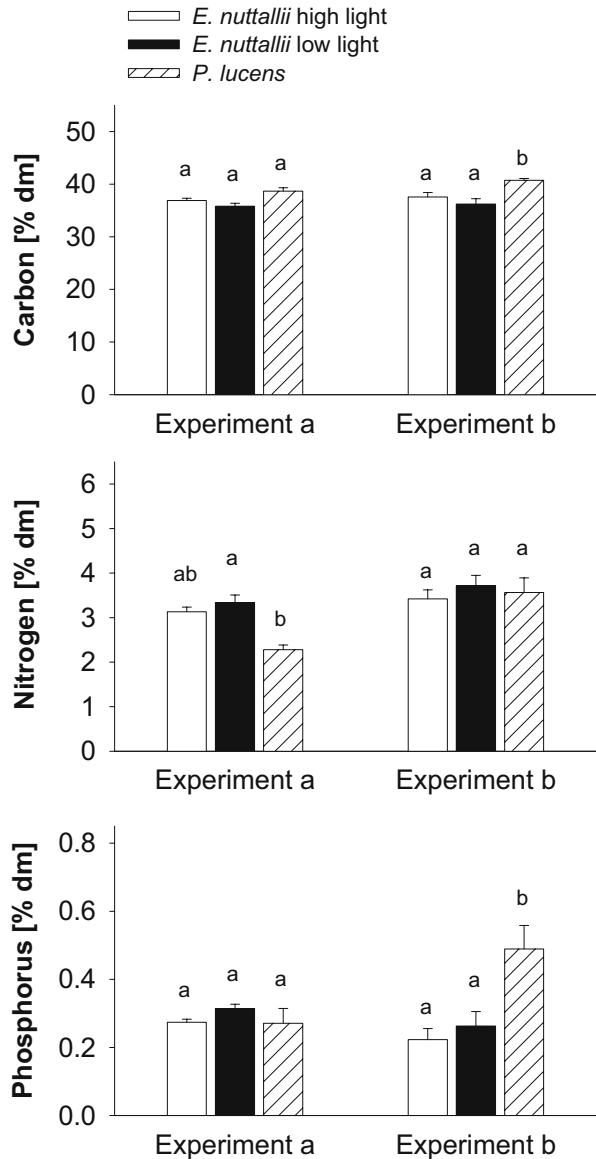 E. nuttallii high light
E. nuttallii low light
P. lucens
Carbon [% dm]
50
40
30
20
10
0
a a a a a b
Experiment a Experiment b
Nitrogen [% dm]
6
5
4
3
2
1
0
ab a b a a a
Experiment a Experiment b
Phosphorus [% dm]
0.8
0.6
0.4
0.2
0.0
a a a a a b
Experiment a Experiment b